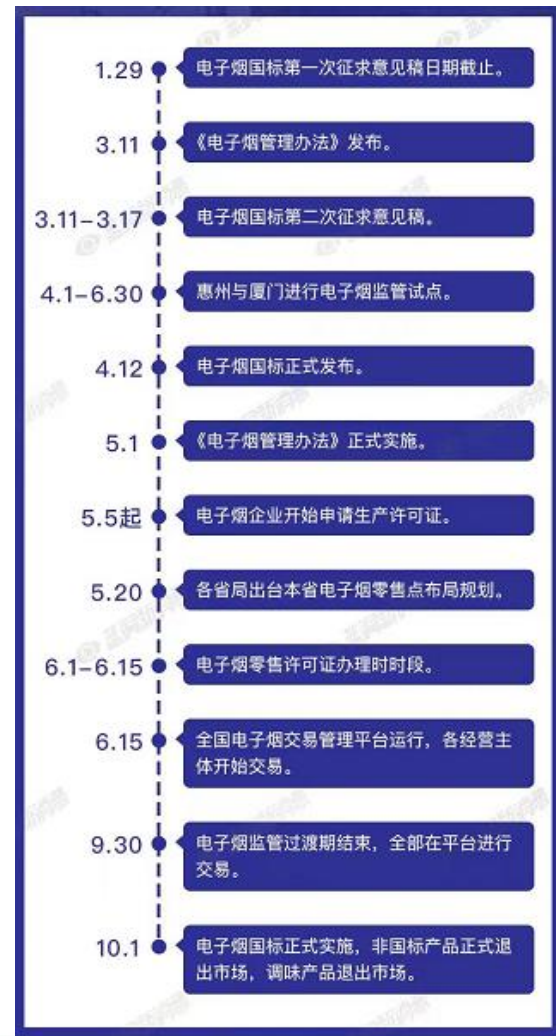 1.29
电子烟国标第一次征求意见稿日期截止。
3.11
《电子烟管理办法》发布。
3.11-3.17
电子烟国标第二次征求意见稿。
4.1-6.30
惠州与厦门进行电子烟监管试点。
4.12
电子烟国标正式发布。
5.1
《电子烟管理办法》正式实施。
5.5起
电子烟企业开始申请生产许可证。
5.20
各省局出台本省电子烟零售点布局规划。
6.1-6.15
电子烟零售许可证办理时时段。
6.15
全国电子烟交易管理平台运行，各经营主
体开始交易。
9.30
电子烟监管过渡期结束，全部在平台进行
交易。
10.1
电子烟国标正式实施，非国标产品正式退
出市场，调味产品退出市场。